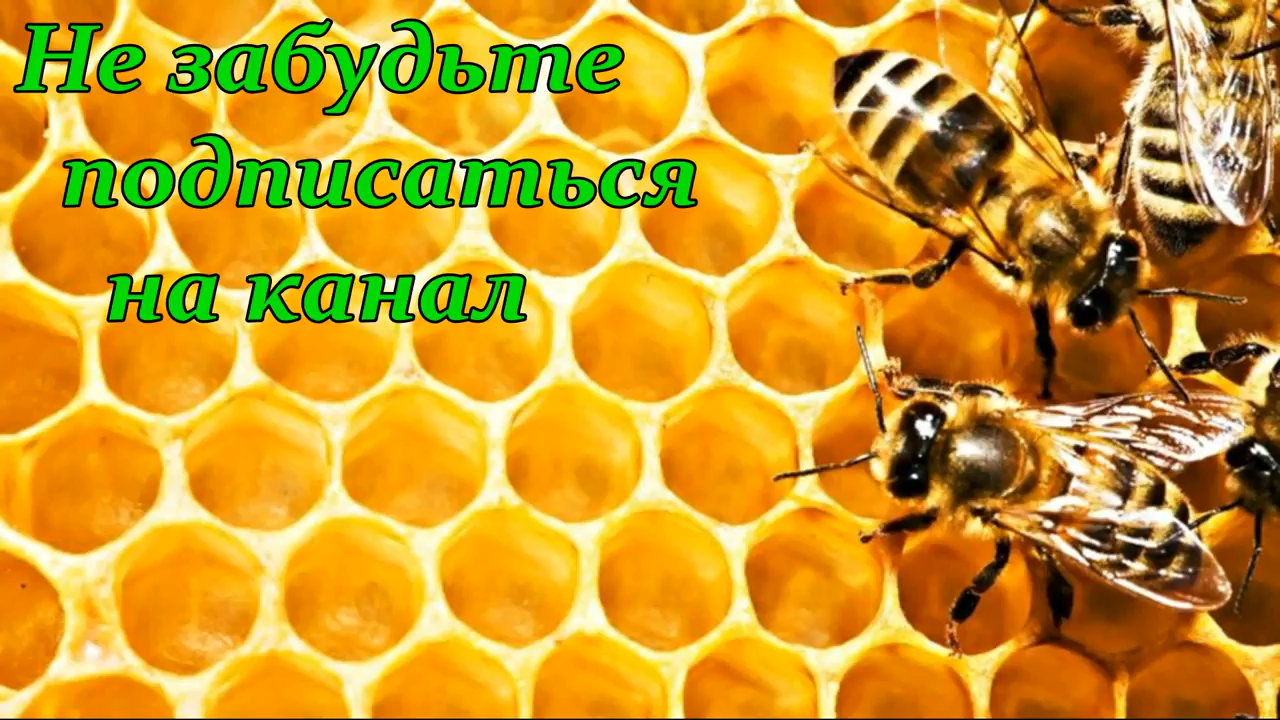 Не забудьте
подписаться
на канал